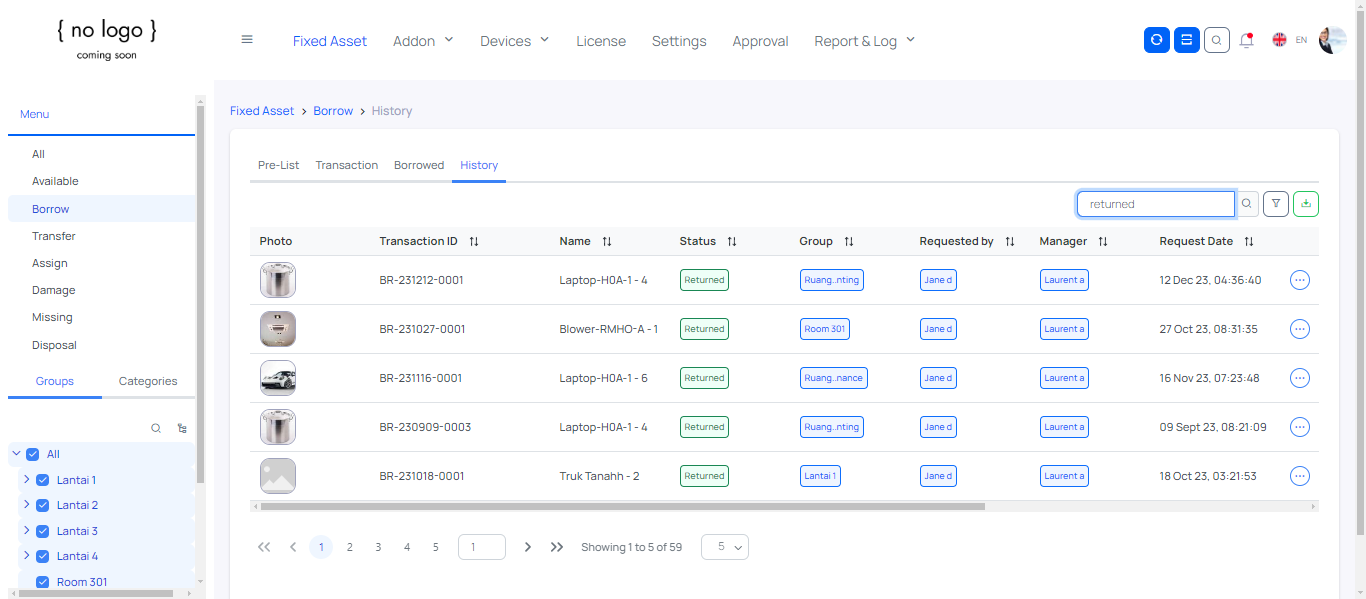 { no logo }
coming soon
Fixed Asset Addon Devices License Settings Approval Report & Log EN
Menu
All
Available
Borrow
Transfer
Assign
Damage
Missing
Disposal
Groups Categories
All
Lantai 1
Lantai 2
Lantai 3
Lantai 4
Room 301
Fixed Asset > Borrow > History
Pre-List Transaction Borrowed History
returned
Photo Transaction ID Name Status Group Requested by Manager Request Date
BR-231212-0001 Laptop-H0A-1 - 4 Returned Ruang..nting Jane d Laurent a 12 Dec 23, 04:36:40
BR-231027-0001 Blower-RMHO-A - 1 Returned Room 301 Jane d Laurent a 27 Oct 23, 08:31:35
BR-231116-0001 Laptop-H0A-1 - 6 Returned Ruang..nance Jane d Laurent a 16 Nov 23, 07:23:48
BR-230909-0003 Laptop-H0A-1 - 4 Returned Ruang..nting Jane d Laurent a 09 Sept 23, 08:21:09
BR-231018-0001 Truk Tanahh - 2 Returned Lantai 1 Jane d Laurent a 18 Oct 23, 03:21:53
1 2 3 4 5 1 Showing 1 to 5 of 59 5